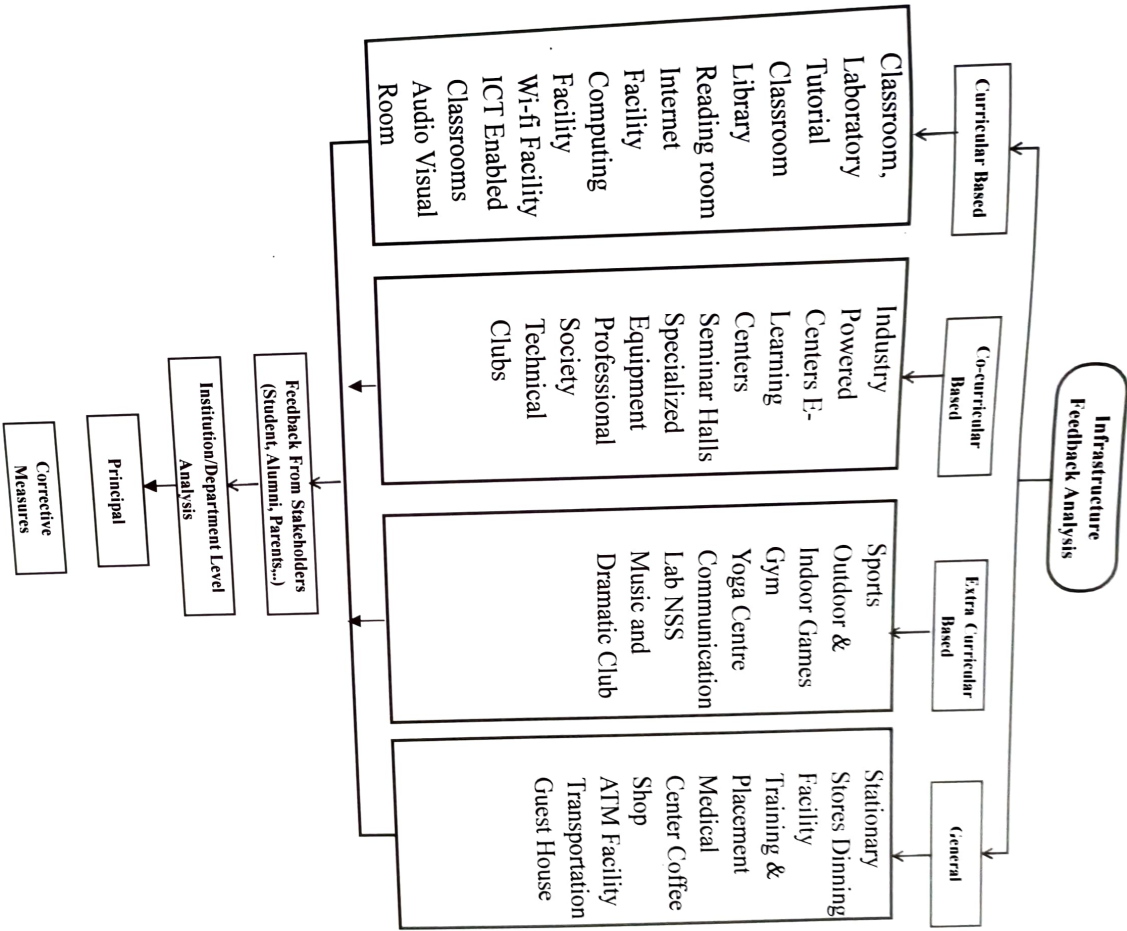 Infrastructure
Feedback Analysis
Curricular Based
Co-curricular
Based
Extra Curricular
Based
General
Classroom,
Laboratory
Tutorial
Classroom
Library
Reading room
Internet
Facility
Computing
Facility
Wi-fi Facility
ICT Enabled
Classrooms
Audio Visual
Room
Industry
Powered
Centers E-
Learning
Centers
Seminar Halls
Specialized
Equipment
Professional
Society
Technical
Clubs
Sports
Outdoor &
Indoor Games
Gym
Yoga Centre
Communication
Lab NSS
Music and
Dramatic Club
Stationary
Stores Dinning
Facility
Training &
Placement
Medical
Center Coffee
Shop
ATM Facility
Transportation
Guest House
Feedback From Stakeholders
(Student, Alumni, Parents,..)
Institution/Department Level
Analysis
Principal
Corrective
Measures